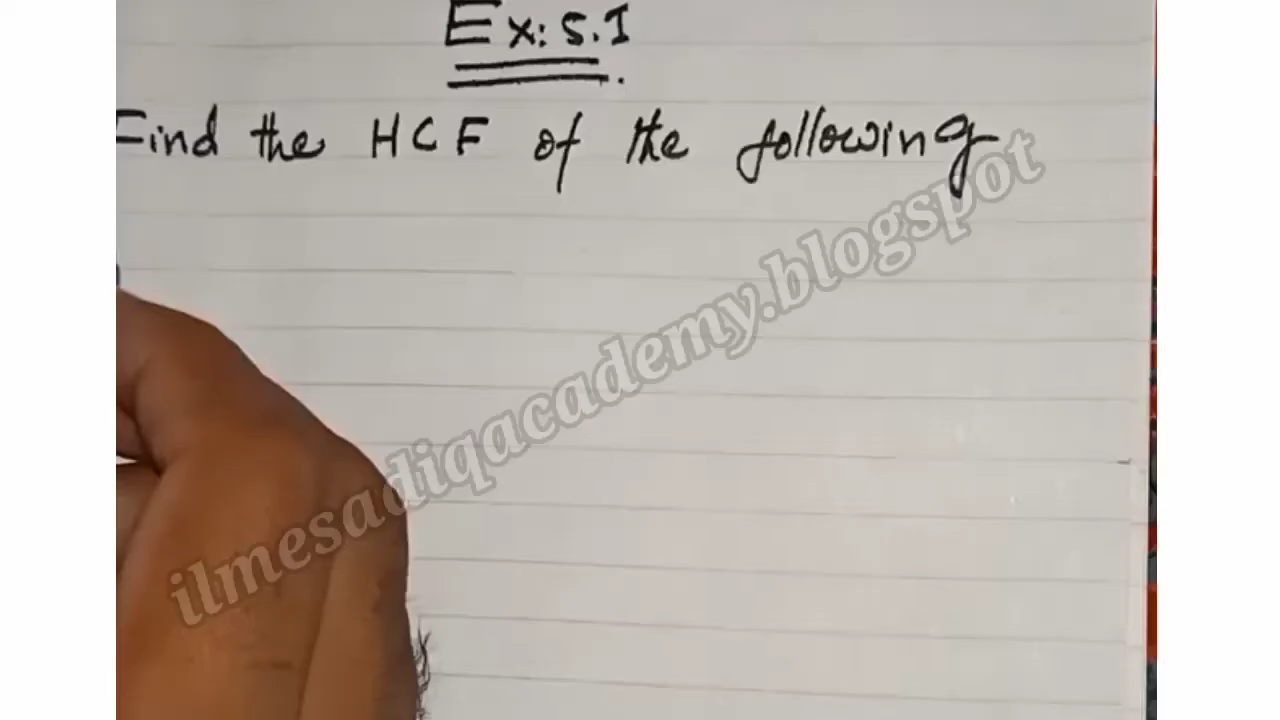 Ex: 5.1
Find the HCF of the following
ilmesadiqacademy.blogspot